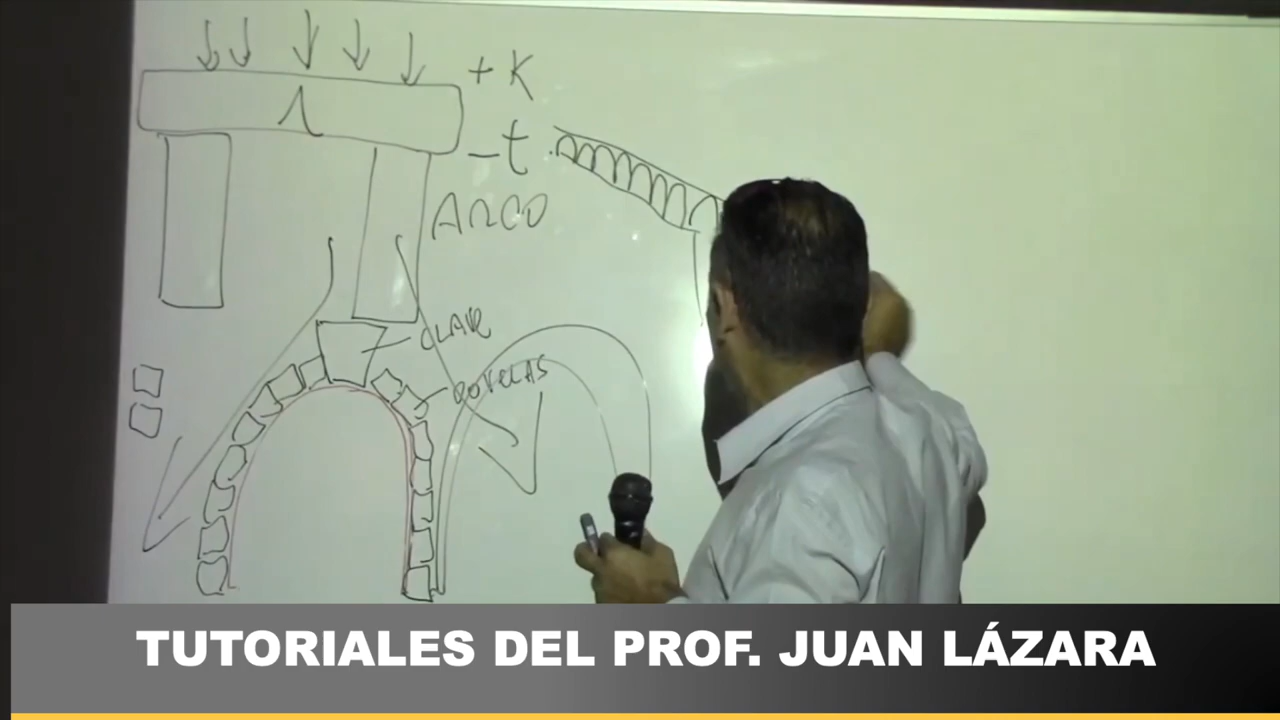 + K
- t
ARCO
CLAVE
DOVELAS
TUTORIALES DEL PROF. JUAN LÁZARA